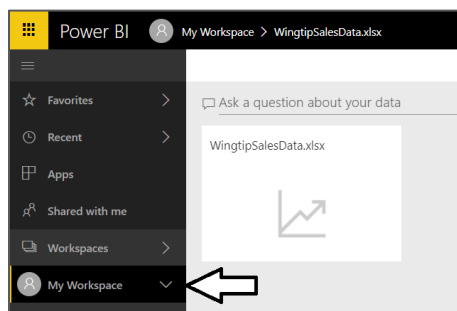 Power BI My Workspace > WingtipSalesData.xlsx
Favorites
Recent
Apps
Shared with me
Workspaces
My Workspace
Ask a question about your data
WingtipSalesData.xlsx